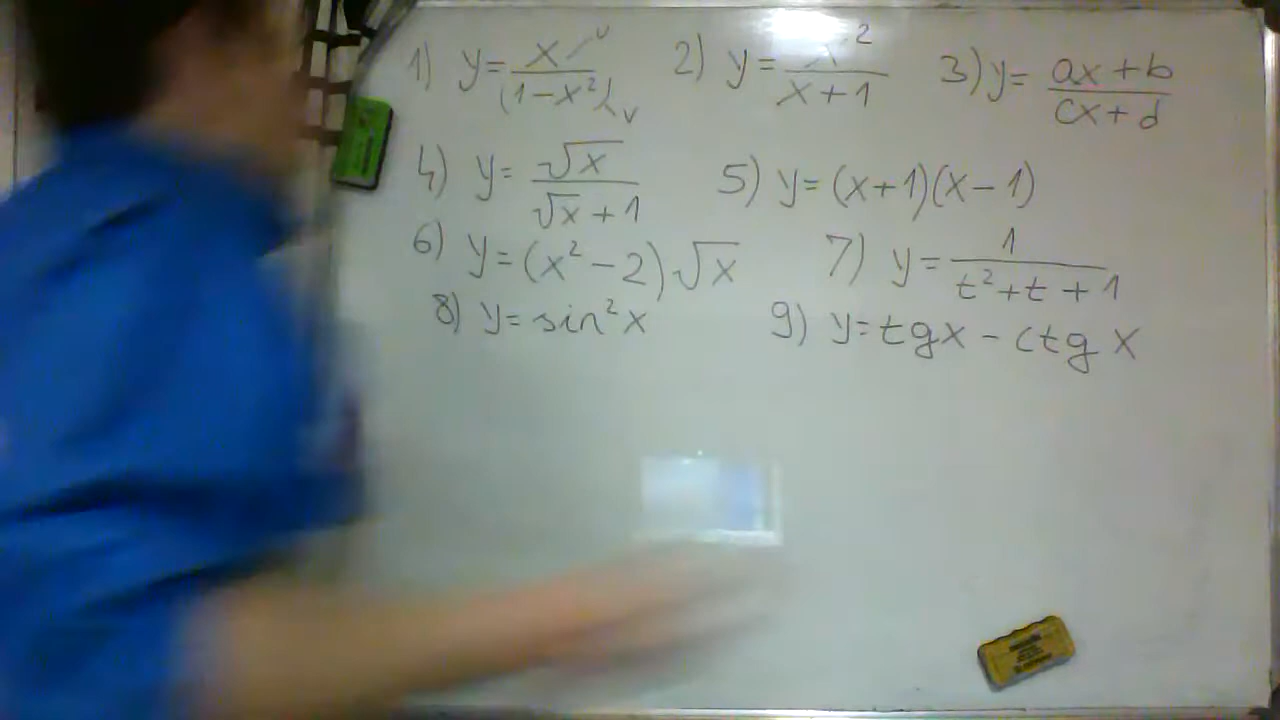 1) y = x/(1-x²) u v 2) y = x²/(x+1) 3) y = (ax+b)/(cx+d)
4) y = √x/(√x+1) 5) y = (x+1)(x-1)
6) y = (x²-2)√x 7) y = 1/(t²+t+1)
8) y = sin²x 9) y = tgx - ctg x